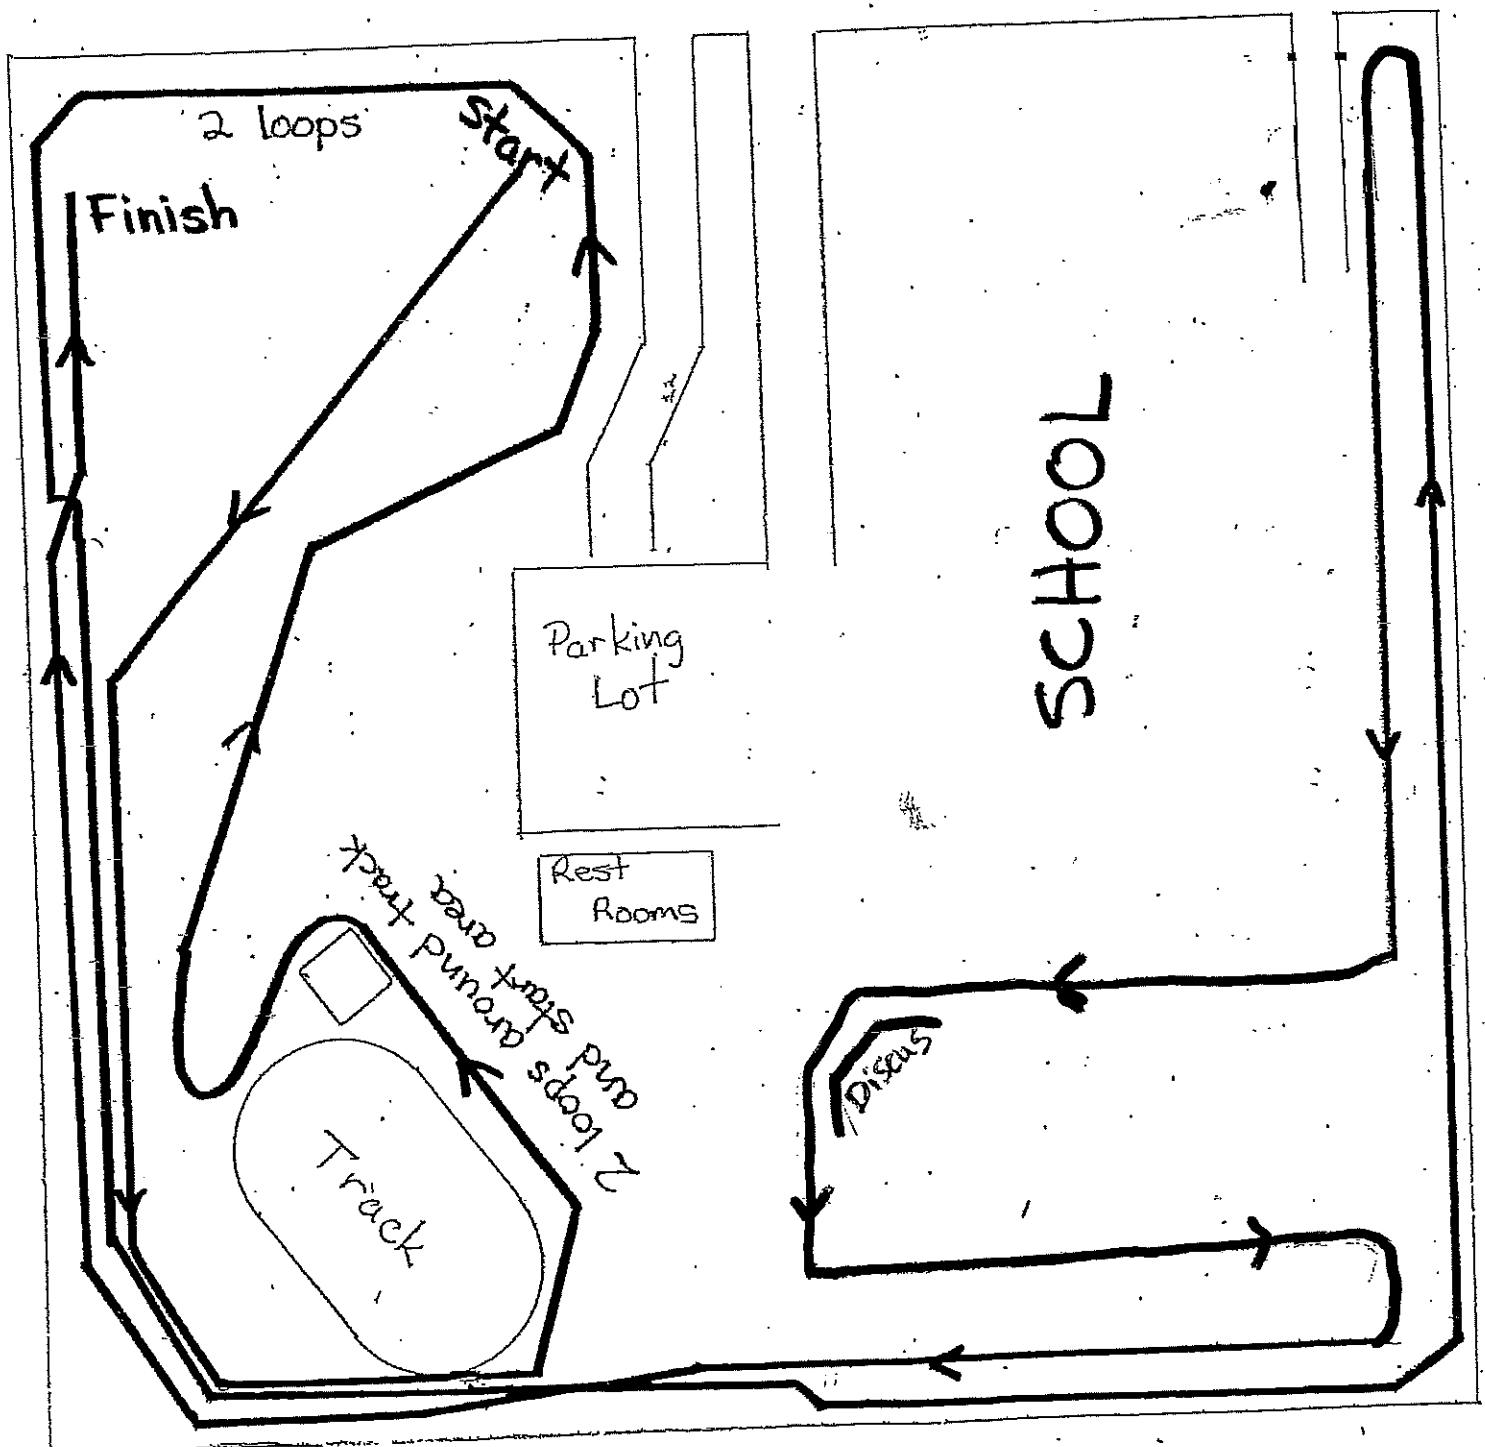 2 loops
Start
Finish
SCHOOL
Parking
Lot
Rest
Rooms
2 loops around track
and start area
Discus
Track